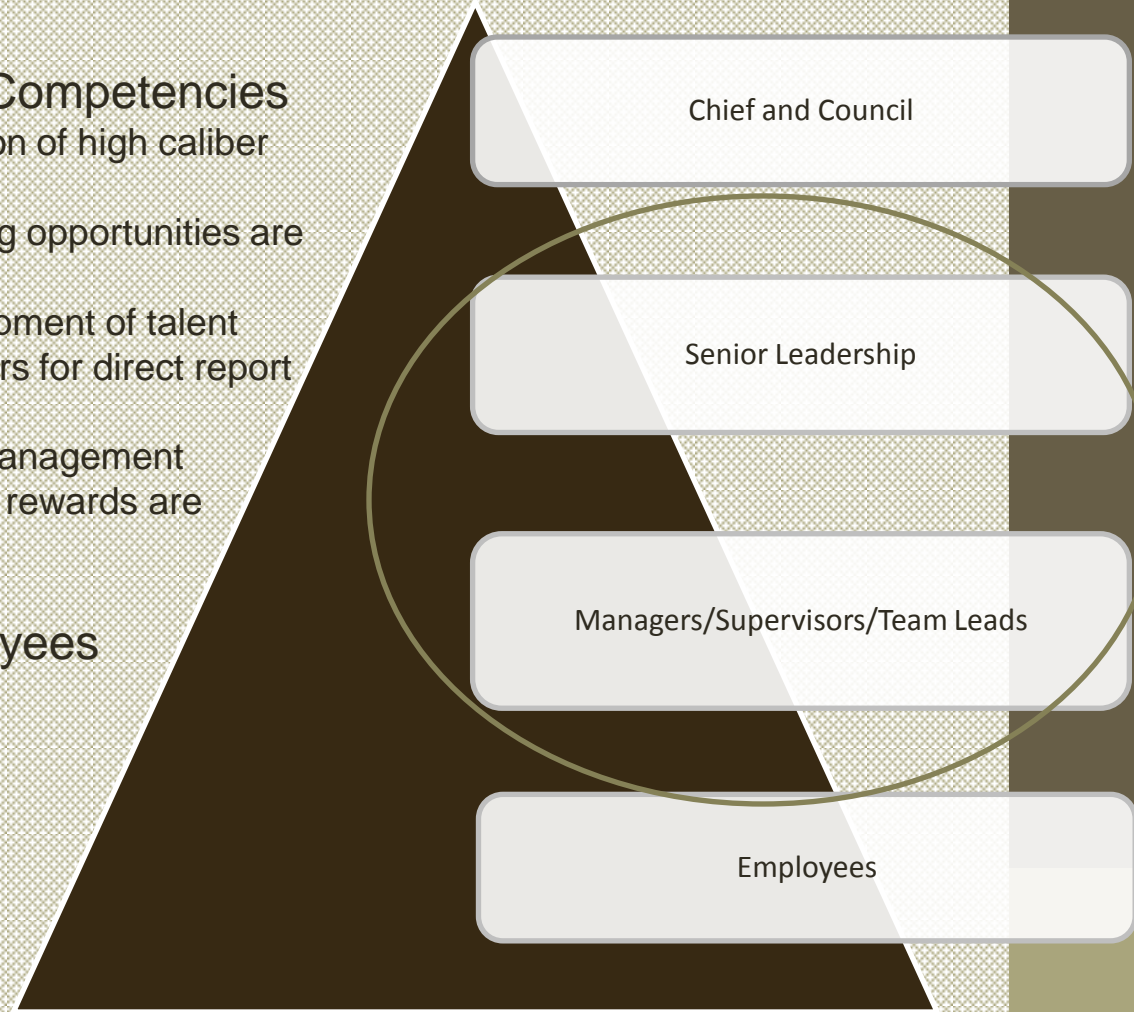 Competencies
on of high caliber
g opportunities are
oment of talent
rs for direct report
anagement
rewards are
yees
Chief and Council
Senior Leadership
Managers/Supervisors/Team Leads
Employees